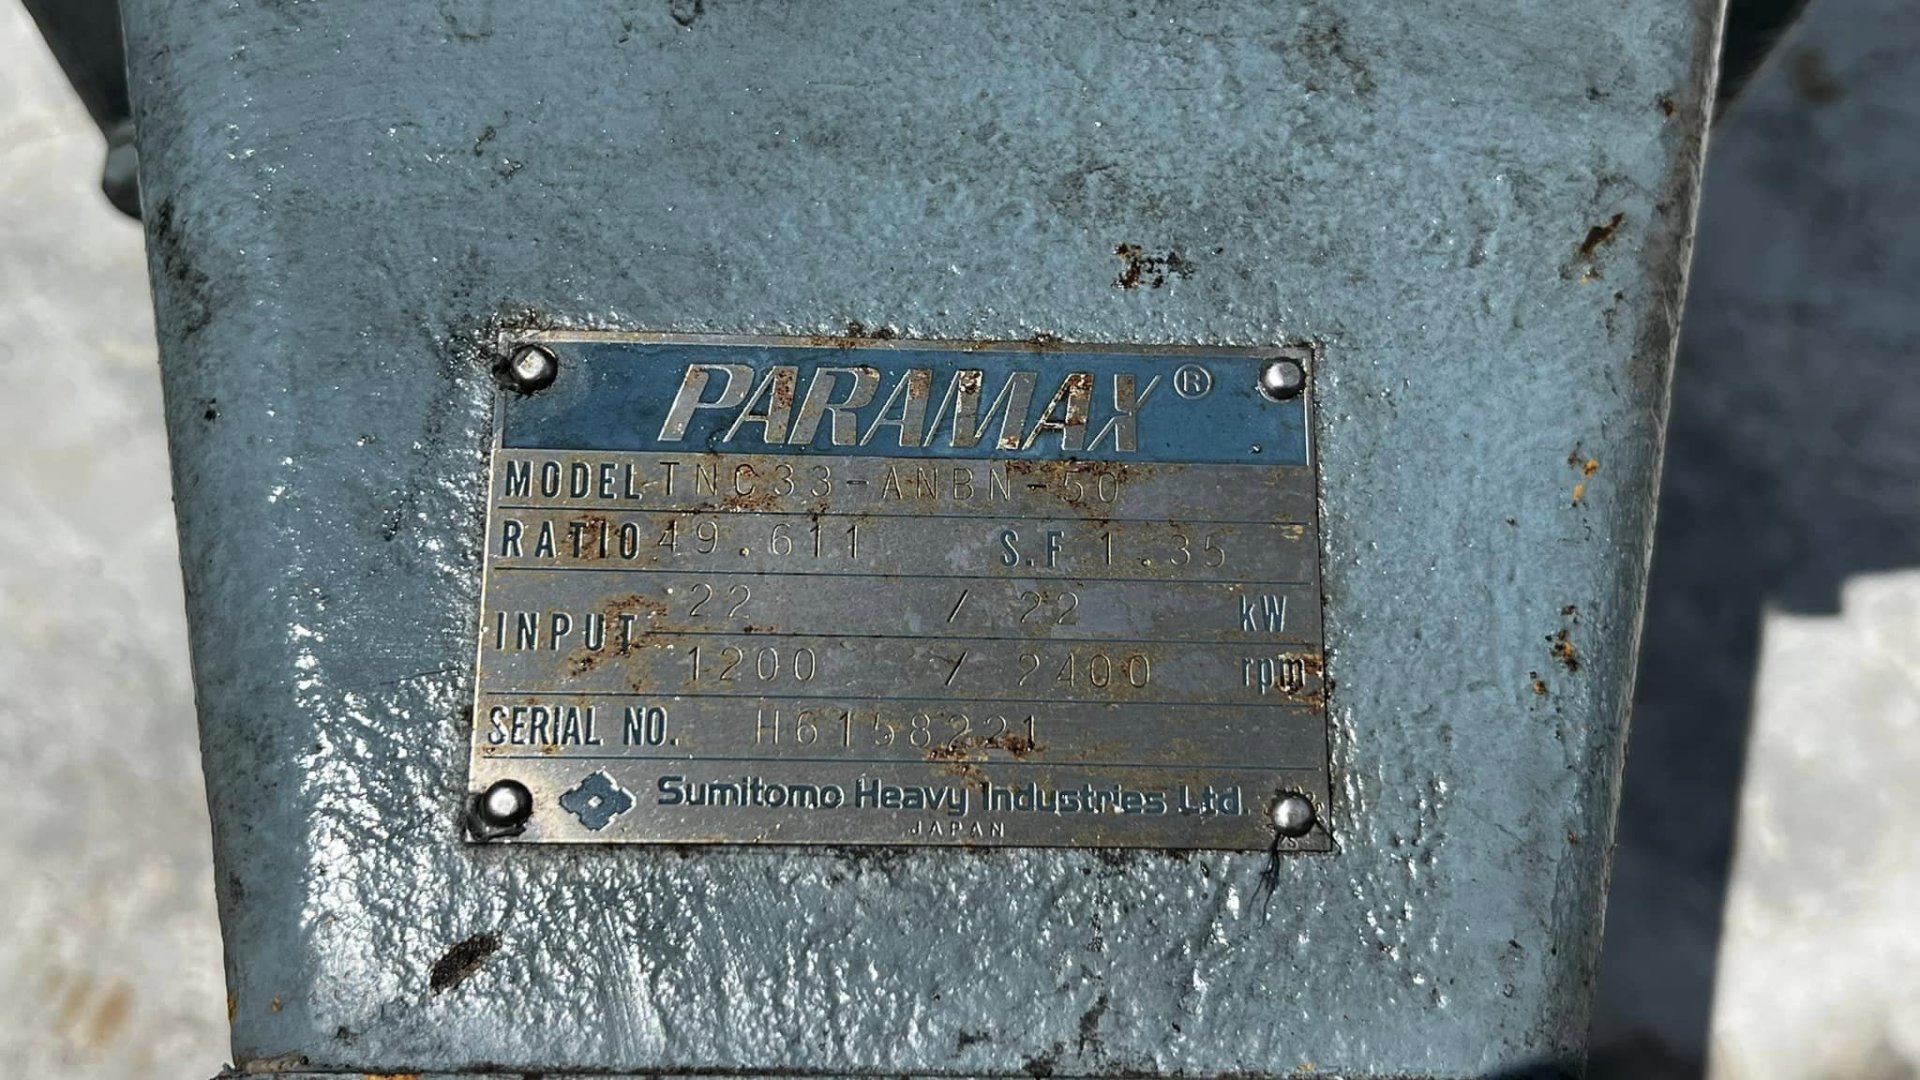 PARAMAX®
MODEL TNC33-ANBN-50
RATIO 49.611 S.F 1.35
INPUT 22 / 22 kW
1200 / 2400 rpm
SERIAL NO. H6158221
Sumitomo Heavy Industries Ltd.
JAPAN